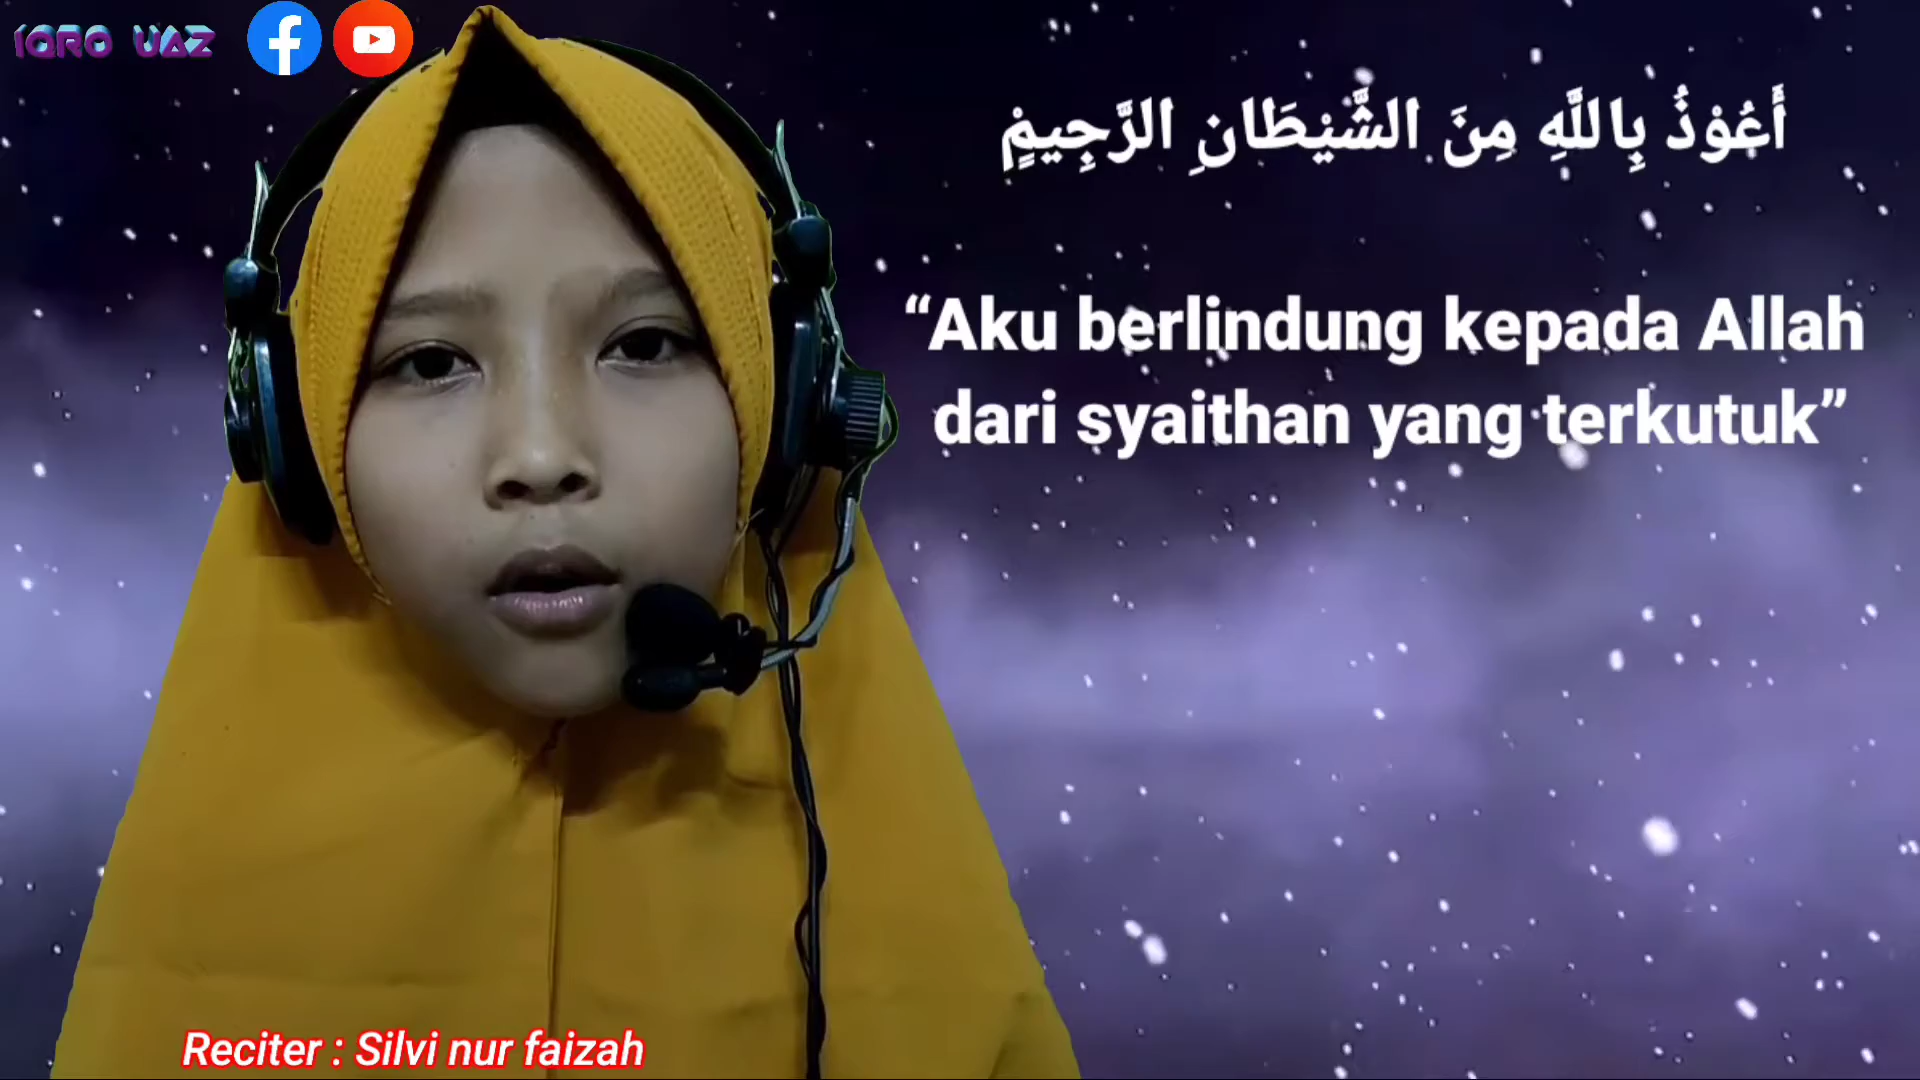 IQRO UAZ
أَعُوْذُ بِاللَّهِ مِنَ الشَّيْطَانِ الرَّجِيمٍْ
“Aku berlindung kepada Allah
dari syaithan yang terkutuk”
Reciter : Silvi nur faizah